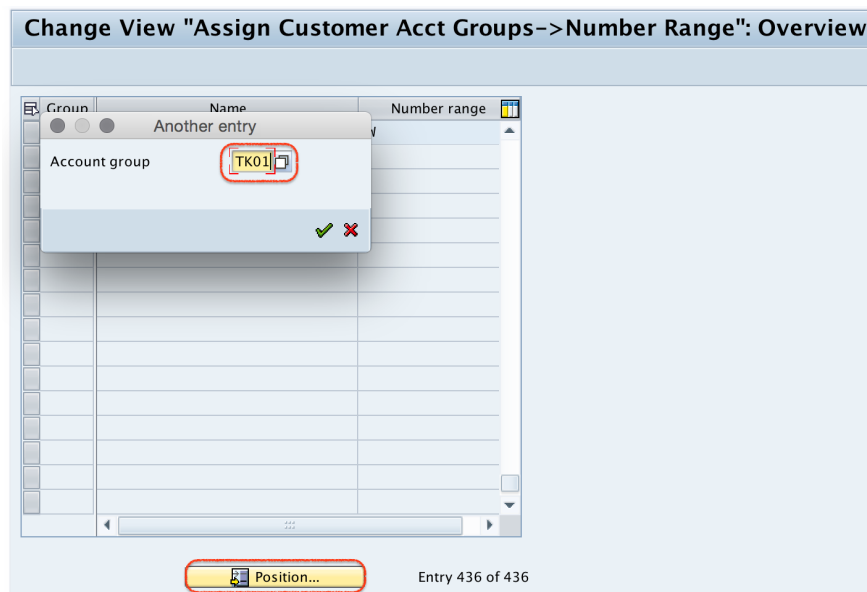 Change View "Assign Customer Acct Groups->Number Range": Overview
Group Name Number range
Another entry
Account group TK01
Position... Entry 436 of 436